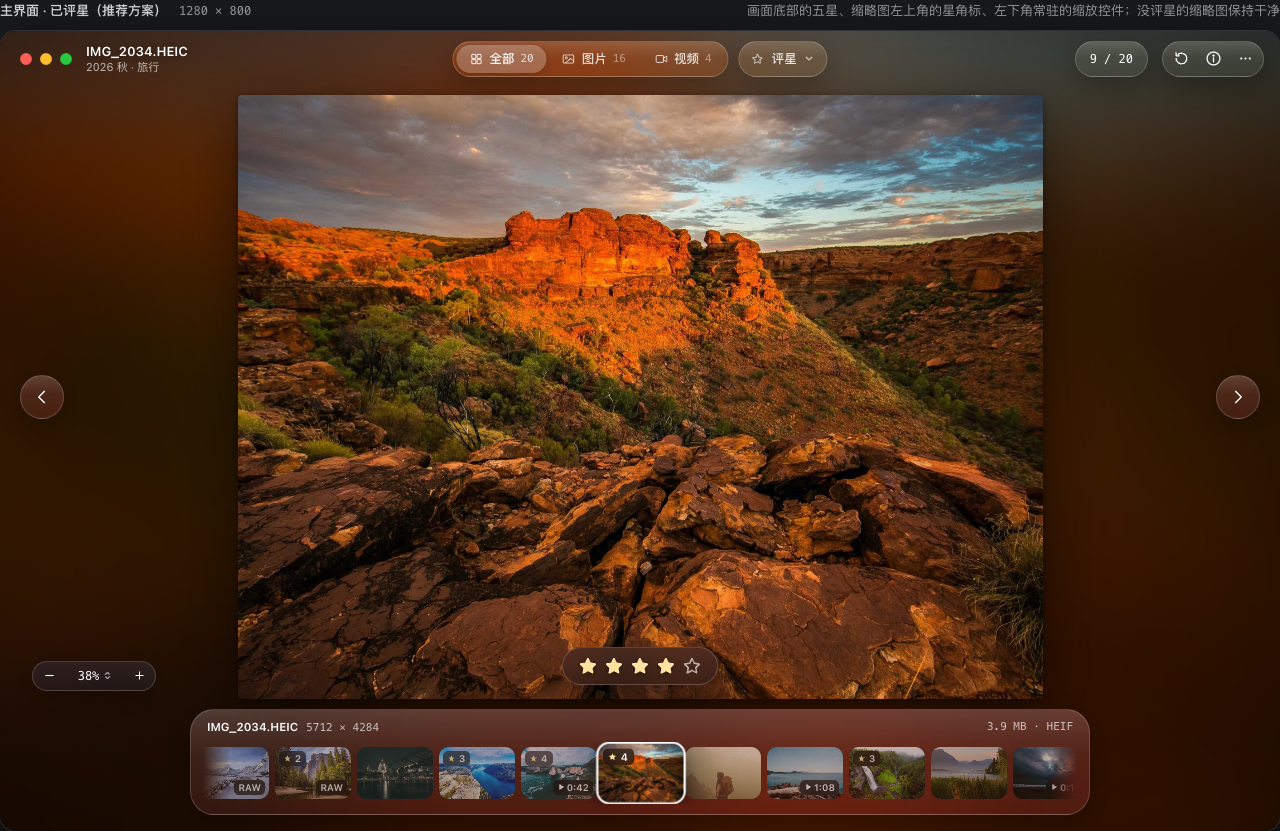 主界面 · 已评星（推荐方案） 1280 × 800
画面底部的五星、缩略图左上角的星角标、左下角常驻的缩放控件；没评星的缩略图保持干净
IMG_2034.HEIC
2026 秋 · 旅行
全部 20 图片 16 视频 4 评星
9 / 20
38%
IMG_2034.HEIC 5712 × 4284
3.9 MB · HEIF
2 3 4 4 3
RAW RAW 0:42 1:08